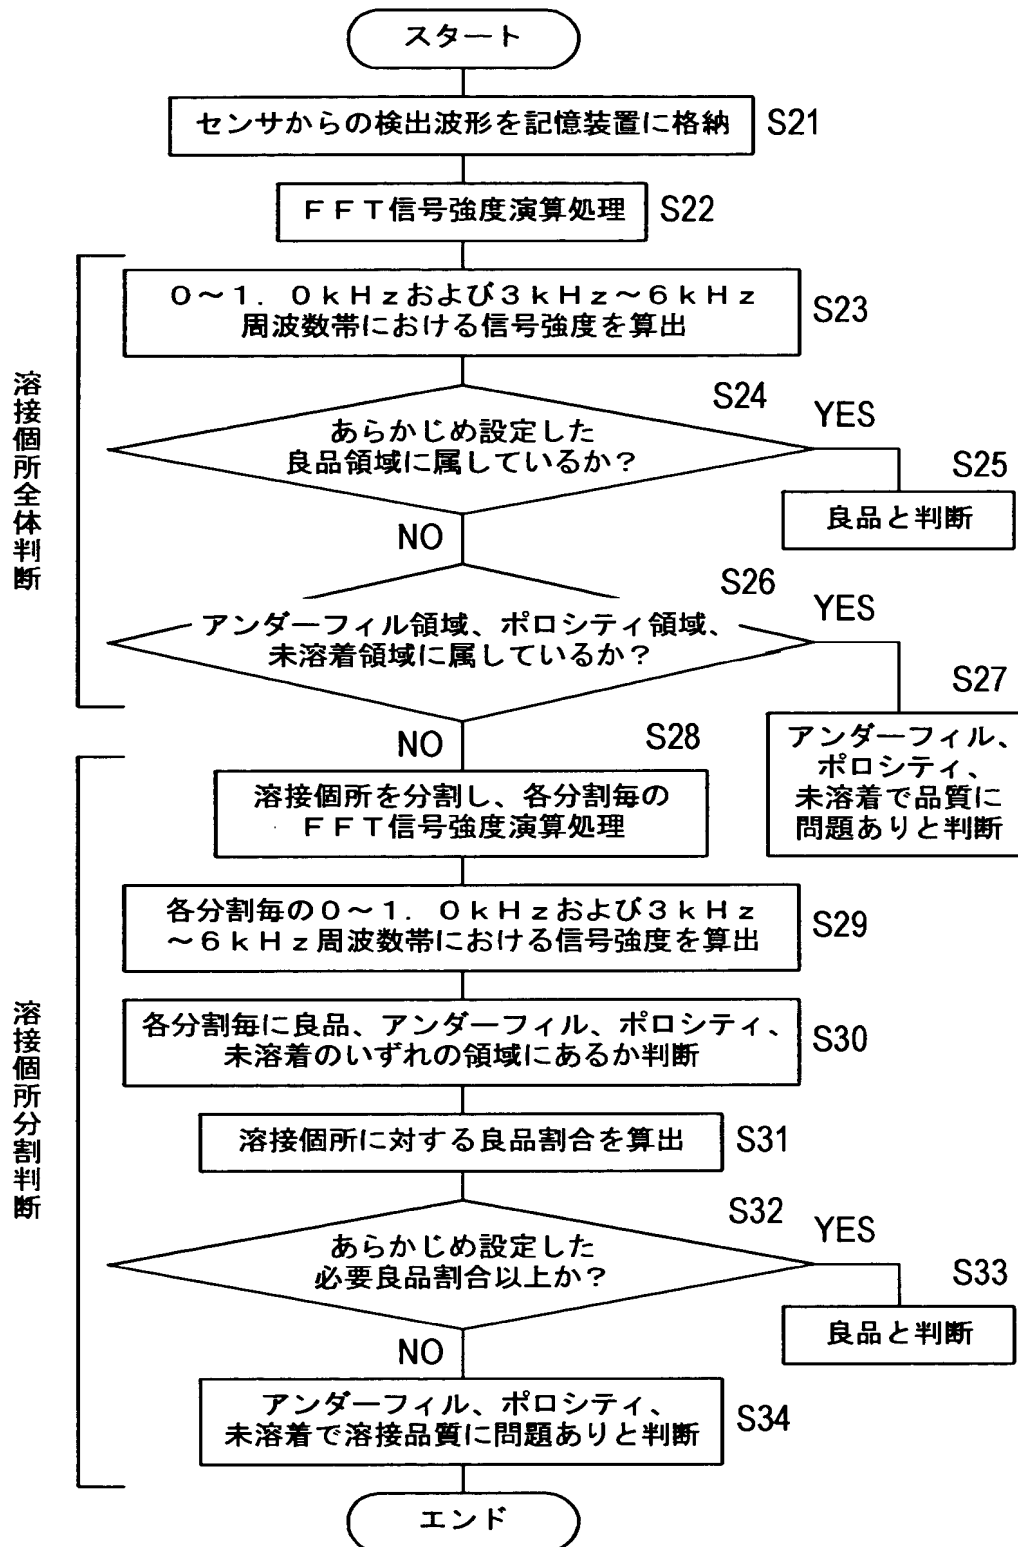 スタート
センサからの検出波形を記憶装置に格納
S21
FFT信号強度演算処理
S22
0～1.0kHzおよび3kHz～6kHz
周波数帯における信号強度を算出
S23
溶接個所全体判断
S24
あらかじめ設定した
良品領域に属しているか？
YES
S25
良品と判断
NO
S26
アンダーフィル領域、ポロシティ領域、
未溶着領域に属しているか？
YES
S27
アンダーフィル、
ポロシティ、
未溶着で品質に
問題ありと判断
NO
S28
溶接個所を分割し、各分割毎の
FFT信号強度演算処理
各分割毎の0～1.0kHzおよび3kHz
～6kHz周波数帯における信号強度を算出
S29
各分割毎に良品、アンダーフィル、ポロシティ、
未溶着のいずれの領域にあるか判断
S30
溶接個所分割判断
溶接個所に対する良品割合を算出
S31
S32
あらかじめ設定した
必要良品割合以上か？
YES
S33
良品と判断
NO
アンダーフィル、ポロシティ、
未溶着で溶接品質に問題ありと判断
S34
エンド